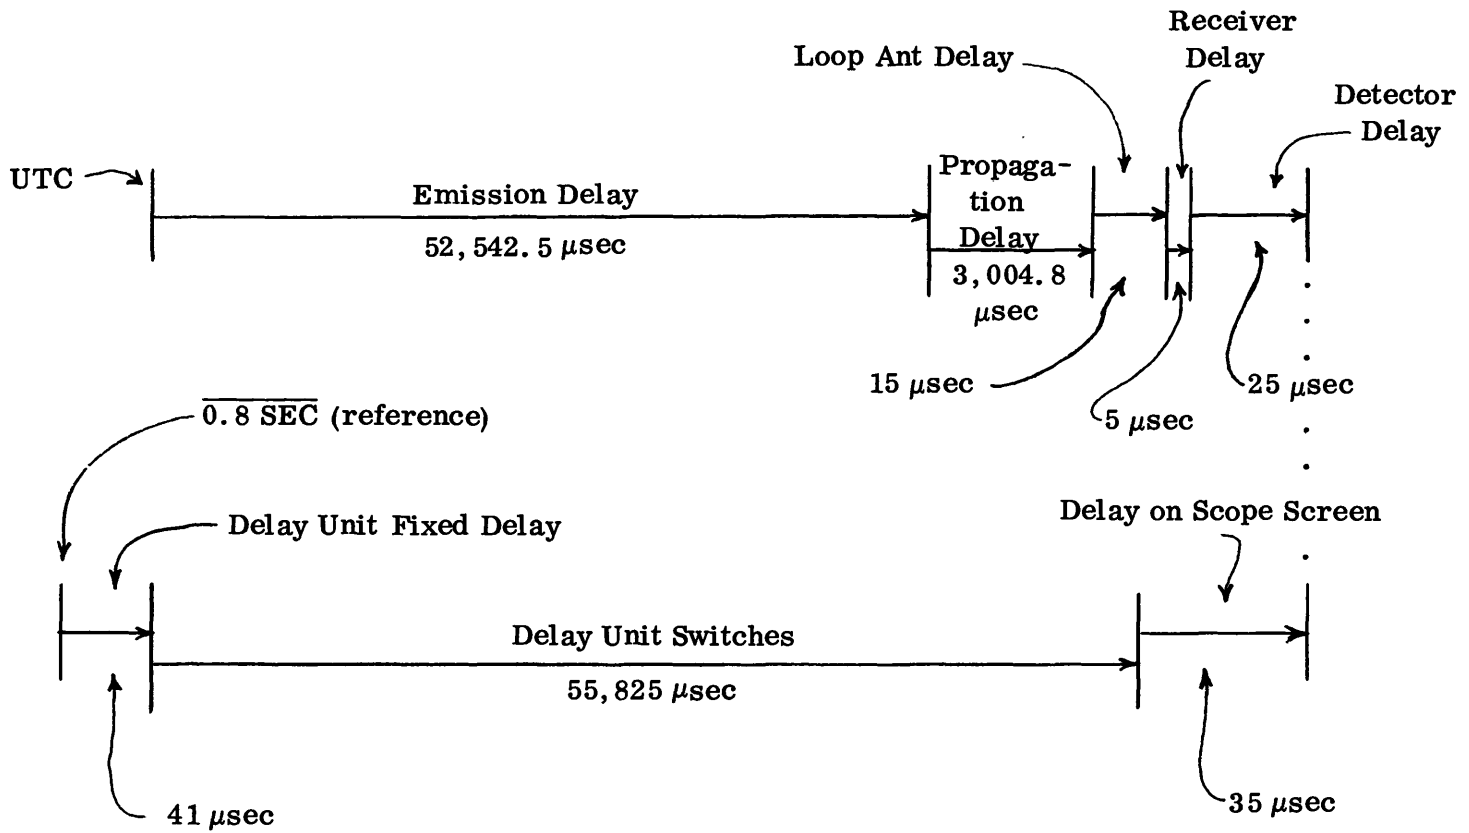 Receiver
Delay
Loop Ant Delay
Detector
Delay
UTC
Emission Delay
52,542.5 μsec
Propaga-
tion
Delay
3,004.8
μsec
15 μsec
5 μsec
25 μsec
0.8 SEC (reference)
Delay Unit Fixed Delay
Delay on Scope Screen
Delay Unit Switches
55,825 μsec
41 μsec
35 μsec